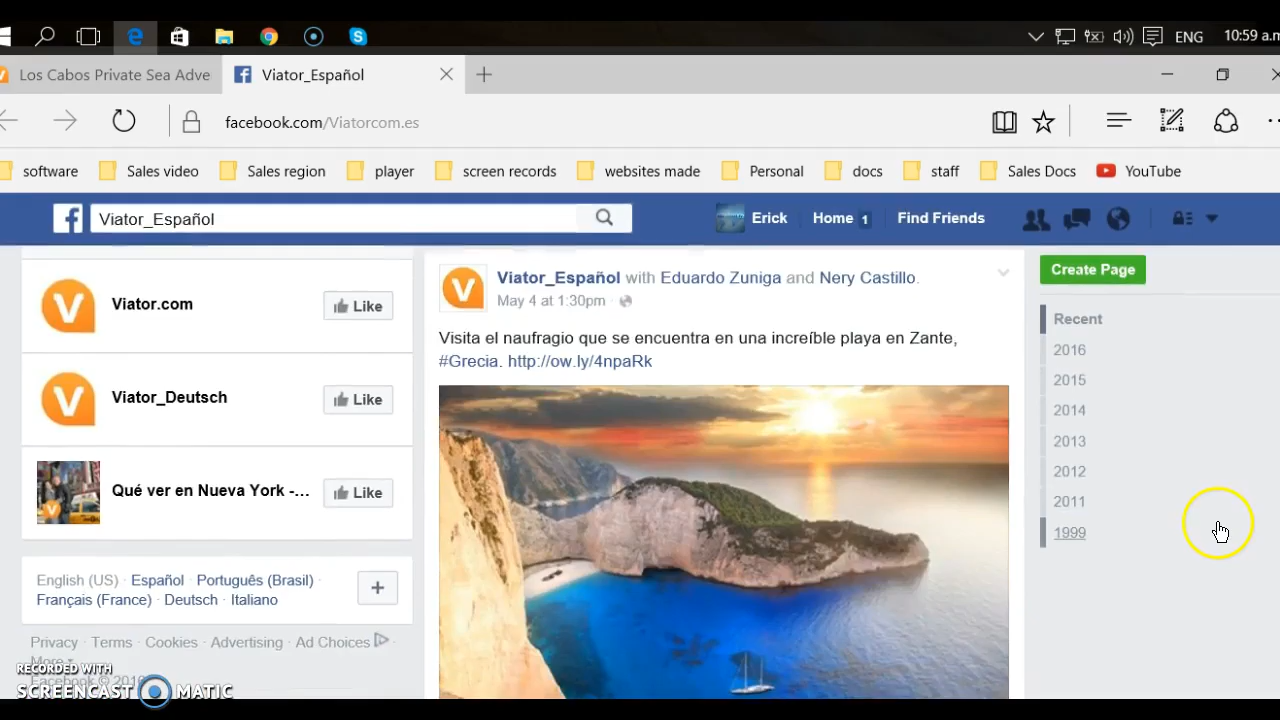 ENG
10:59 a.m
Los Cabos Private Sea Adve
Viator_Español
facebook.com/Viatorcom.es
software
Sales video
Sales region
player
screen records
websites made
Personal
docs
staff
Sales Docs
YouTube
Viator_Español
Erick
Home 1
Find Friends
Viator.com
Like
Viator_Deutsch
Like
Qué ver en Nueva York -...
Like
English (US) · Español · Português (Brasil) ·
Français (France) · Deutsch · Italiano
Privacy · Terms · Cookies · Advertising · Ad Choices ·
More
RECORDED WITH
SCREENCAST MATIC
Viator_Español with Eduardo Zuniga and Nery Castillo.
May 4 at 1:30pm ·
Visita el naufragio que se encuentra en una increíble playa en Zante,
#Grecia. http://ow.ly/4npaRk
Create Page
Recent
2016
2015
2014
2013
2012
2011
1999